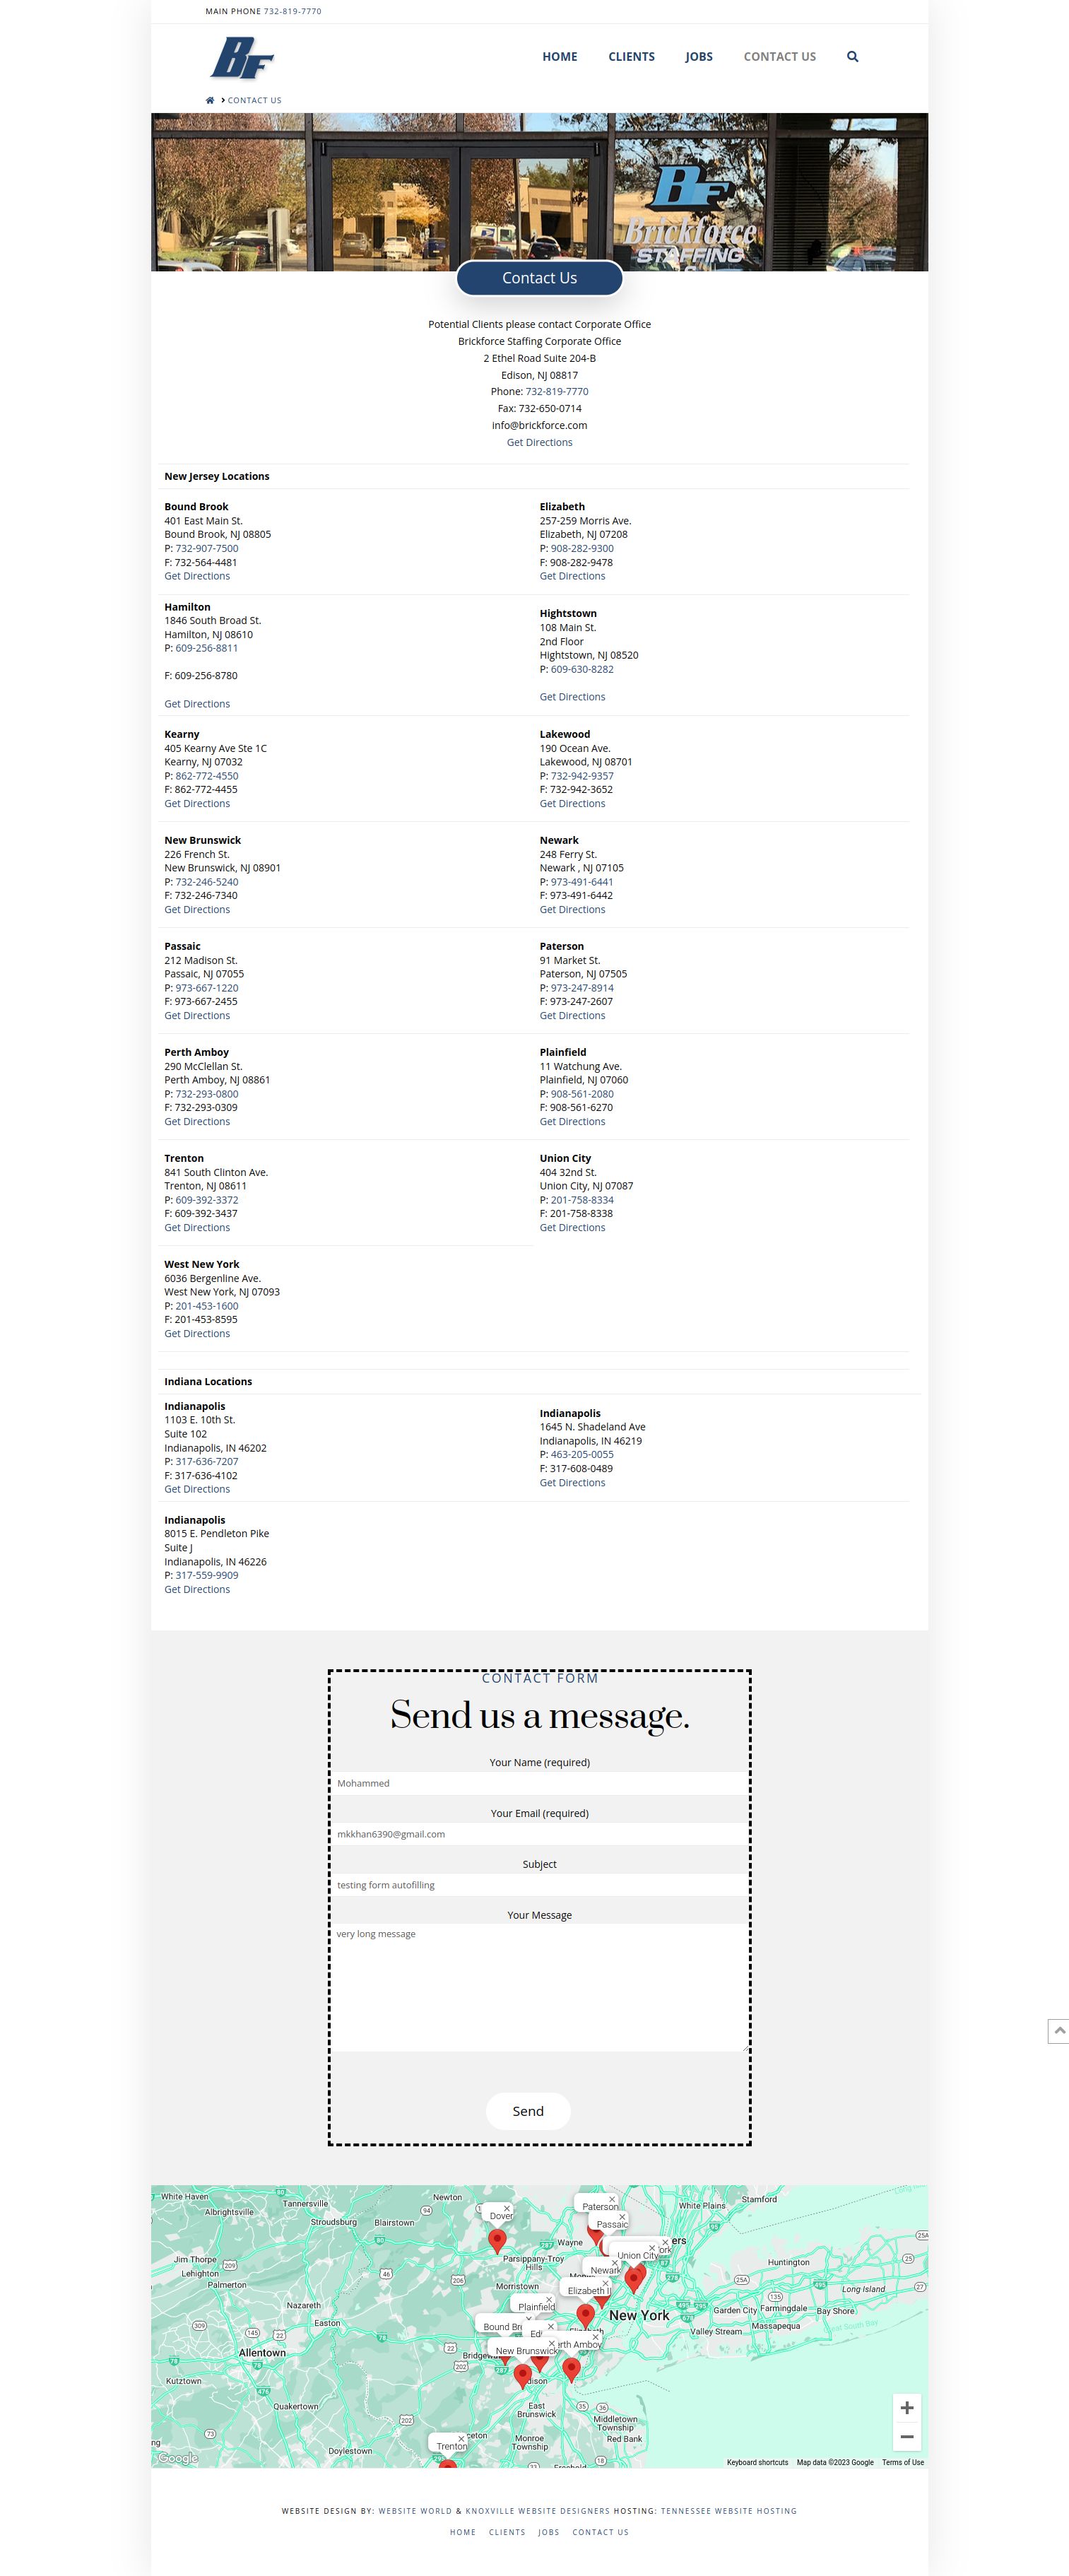 MAIN PHONE 732-819-7770
BF
HOME CLIENTS JOBS CONTACT US
CONTACT US
BF
Brickforce
STAFFING
Contact Us
Potential Clients please contact Corporate Office
Brickforce Staffing Corporate Office
2 Ethel Road Suite 204-B
Edison, NJ 08817
Phone: 732-819-7770
Fax: 732-650-0714
info@brickforce.com
Get Directions
New Jersey Locations
Bound Brook
401 East Main St.
Bound Brook, NJ 08805
P: 732-907-7500
F: 732-564-4481
Get Directions
Elizabeth
257-259 Morris Ave.
Elizabeth, NJ 07208
P: 908-282-9300
F: 908-282-9478
Get Directions
Hamilton
1846 South Broad St.
Hamilton, NJ 08610
P: 609-256-8811
F: 609-256-8780
Get Directions
Hightstown
108 Main St.
2nd Floor
Hightstown, NJ 08520
P: 609-630-8282
Get Directions
Kearny
405 Kearny Ave Ste 1C
Kearny, NJ 07032
P: 862-772-4550
F: 862-772-4455
Get Directions
Lakewood
190 Ocean Ave.
Lakewood, NJ 08701
P: 732-942-9357
F: 732-942-3652
Get Directions
New Brunswick
226 French St.
New Brunswick, NJ 08901
P: 732-246-5240
F: 732-246-7340
Get Directions
Newark
248 Ferry St.
Newark , NJ 07105
P: 973-491-6441
F: 973-491-6442
Get Directions
Passaic
212 Madison St.
Passaic, NJ 07055
P: 973-667-1220
F: 973-667-2455
Get Directions
Paterson
91 Market St.
Paterson, NJ 07505
P: 973-247-8914
F: 973-247-2607
Get Directions
Perth Amboy
290 McClellan St.
Perth Amboy, NJ 08861
P: 732-293-0800
F: 732-293-0309
Get Directions
Plainfield
11 Watchung Ave.
Plainfield, NJ 07060
P: 908-561-2080
F: 908-561-6270
Get Directions
Trenton
841 South Clinton Ave.
Trenton, NJ 08611
P: 609-392-3372
F: 609-392-3437
Get Directions
Union City
404 32nd St.
Union City, NJ 07087
P: 201-758-8334
F: 201-758-8338
Get Directions
West New York
6036 Bergenline Ave.
West New York, NJ 07093
P: 201-453-1600
F: 201-453-8595
Get Directions
Indiana Locations
Indianapolis
1103 E. 10th St.
Suite 102
Indianapolis, IN 46202
P: 317-636-7207
F: 317-636-4102
Get Directions
Indianapolis
1645 N. Shadeland Ave
Indianapolis, IN 46219
P: 463-205-0055
F: 317-608-0489
Get Directions
Indianapolis
8015 E. Pendleton Pike
Suite J
Indianapolis, IN 46226
P: 317-559-9909
Get Directions
CONTACT FORM
Send us a message.
Your Name (required)
Mohammed
Your Email (required)
mkkhan6390@gmail.com
Subject
testing form autofilling
Your Message
very long message
Send
White Haven
Albrightsville
Tannersville
Stroudsburg
Blairstown
Newton
Dover
Paterson
Passaic
White Plains
Stamford
Jim Thorpe
Lehighton
Palmerton
Parsippany-Troy
Hills
Wayne
Union City
Huntington
Newark
Morristown
Elizabeth
Long Island
Nazareth
Easton
Plainfield
New York
Garden City
Farmingdale
Bay Shore
Massapequa
Valley Stream
Bound Br
Perth Amboy
New Brunswick
Allentown
Kutztown
Quakertown
East
Brunswick
Middletown
Township
Red Bank
Monroe
Township
Doylestown
Trenton
Google
Keyboard shortcuts Map data ©2023 Google Terms of Use
WEBSITE DESIGN BY: WEBSITE WORLD & KNOXVILLE WEBSITE DESIGNERS HOSTING: TENNESSEE WEBSITE HOSTING
HOME CLIENTS JOBS CONTACT US